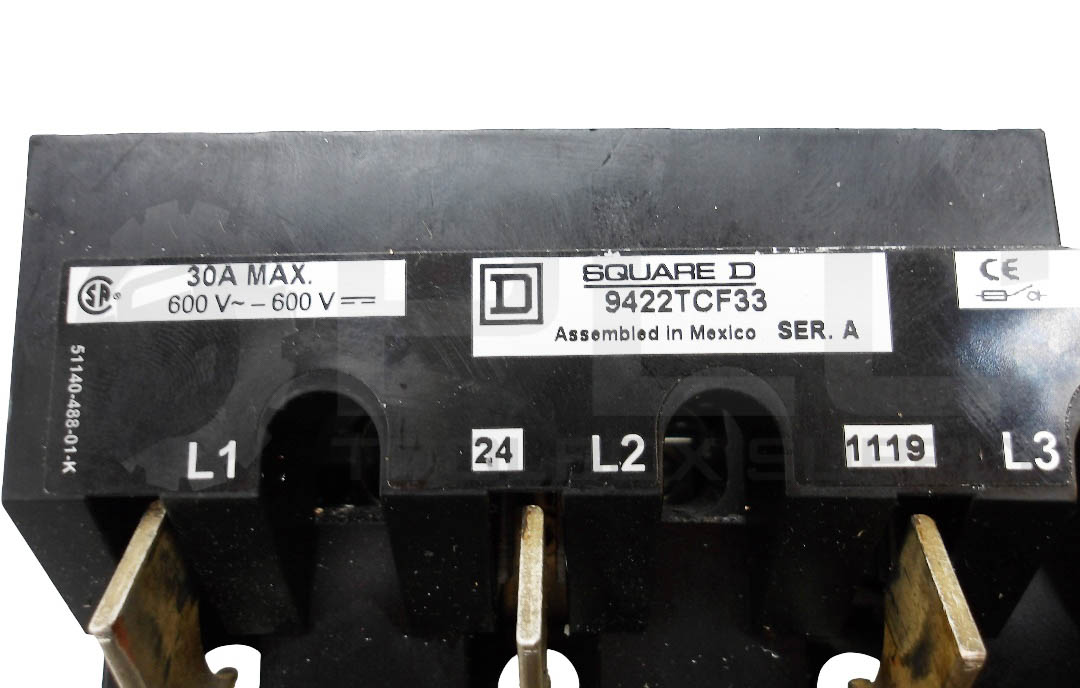 30A MAX.
600 V~ – 600 V⎓
SQUARE D
9422TCF33
Assembled in Mexico SER. A
CE
51140-488-01-K
L1
24
L2
1119
L3